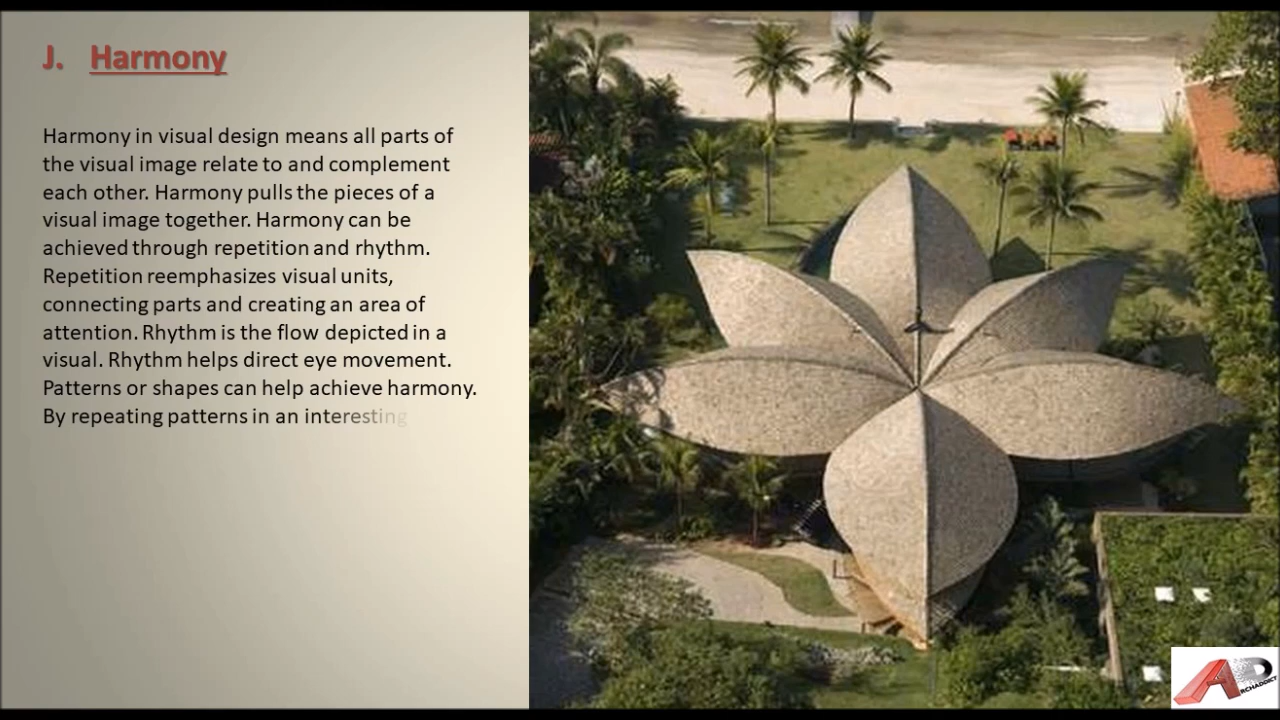 J. Harmony
Harmony in visual design means all parts of
the visual image relate to and complement
each other. Harmony pulls the pieces of a
visual image together. Harmony can be
achieved through repetition and rhythm.
Repetition reemphasizes visual units,
connecting parts and creating an area of
attention. Rhythm is the flow depicted in a
visual. Rhythm helps direct eye movement.
Patterns or shapes can help achieve harmony.
By repeating patterns in an interesting
RCHADDICT